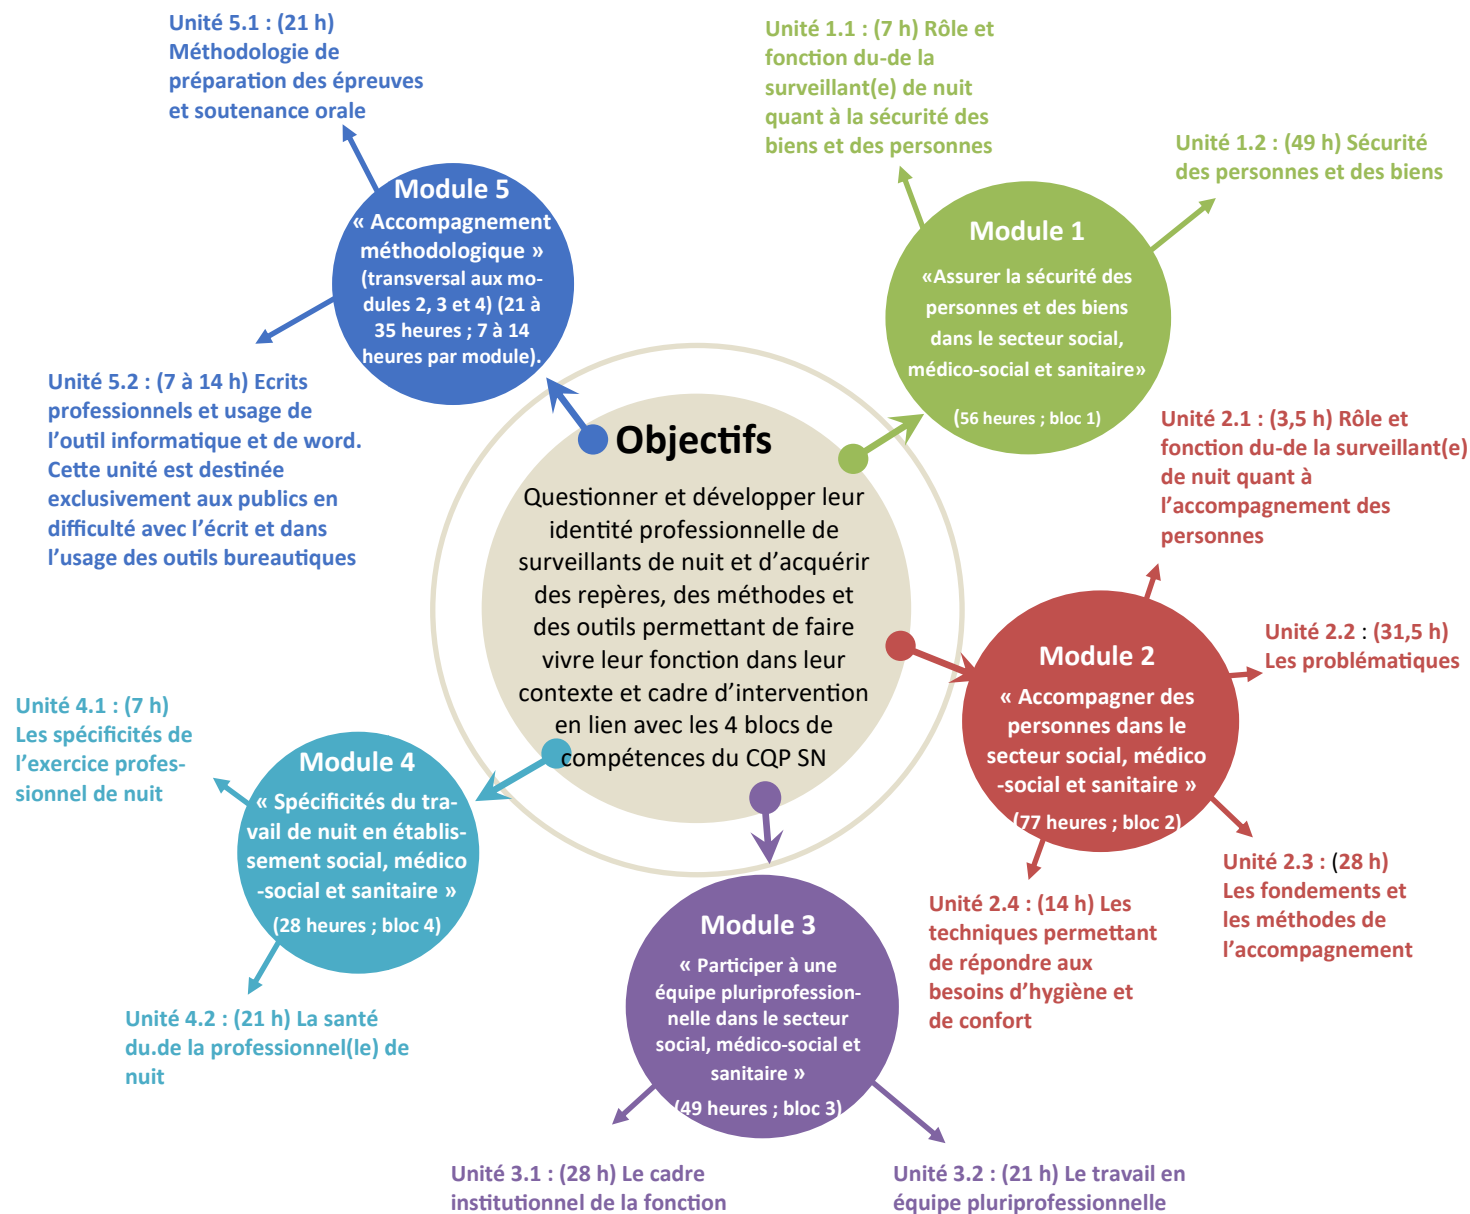 Unité 5.1 : (21 h)
Méthodologie de
préparation des épreuves
et soutenance orale
Unité 1.1 : (7 h) Rôle et
fonction du-de la
surveillant(e) de nuit
quant à la sécurité des
biens et des personnes
Unité 1.2 : (49 h) Sécurité
des personnes et des biens
Module 5
« Accompagnement
méthodologique »
(transversal aux mo-
dules 2, 3 et 4) (21 à
35 heures ; 7 à 14
heures par module).
Module 1
«Assurer la sécurité des
personnes et des biens
dans le secteur social,
médico-social et sanitaire»
(56 heures ; bloc 1)
Unité 5.2 : (7 à 14 h) Ecrits
professionnels et usage de
l’outil informatique et de word.
Cette unité est destinée
exclusivement aux publics en
difficulté avec l’écrit et dans
l’usage des outils bureautiques
Objectifs
Questionner et développer leur
identité professionnelle de
surveillants de nuit et d’acquérir
des repères, des méthodes et
des outils permettant de faire
vivre leur fonction dans leur
contexte et cadre d’intervention
en lien avec les 4 blocs de
compétences du CQP SN
Unité 2.1 : (3,5 h) Rôle et
fonction du-de la surveillant(e)
de nuit quant à
l’accompagnement des
personnes
Module 2
« Accompagner des
personnes dans le
secteur social, médico
-social et sanitaire »
(77 heures ; bloc 2)
Unité 2.2 : (31,5 h)
Les problématiques
Unité 2.3 : (28 h)
Les fondements et
les méthodes de
l’accompagnement
Unité 2.4 : (14 h) Les
techniques permettant
de répondre aux
besoins d’hygiène et
de confort
Unité 4.1 : (7 h)
Les spécificités de
l’exercice profes-
sionnel de nuit
Module 4
« Spécificités du tra-
vail de nuit en établis-
sement social, médico
-social et sanitaire »
(28 heures ; bloc 4)
Unité 4.2 : (21 h) La santé
du.de la professionnel(le) de
nuit
Module 3
« Participer à une
équipe pluriprofession-
nelle dans le secteur
social, médico-social et
sanitaire »
(49 heures ; bloc 3)
Unité 3.1 : (28 h) Le cadre
institutionnel de la fonction
Unité 3.2 : (21 h) Le travail en
équipe pluriprofessionnelle